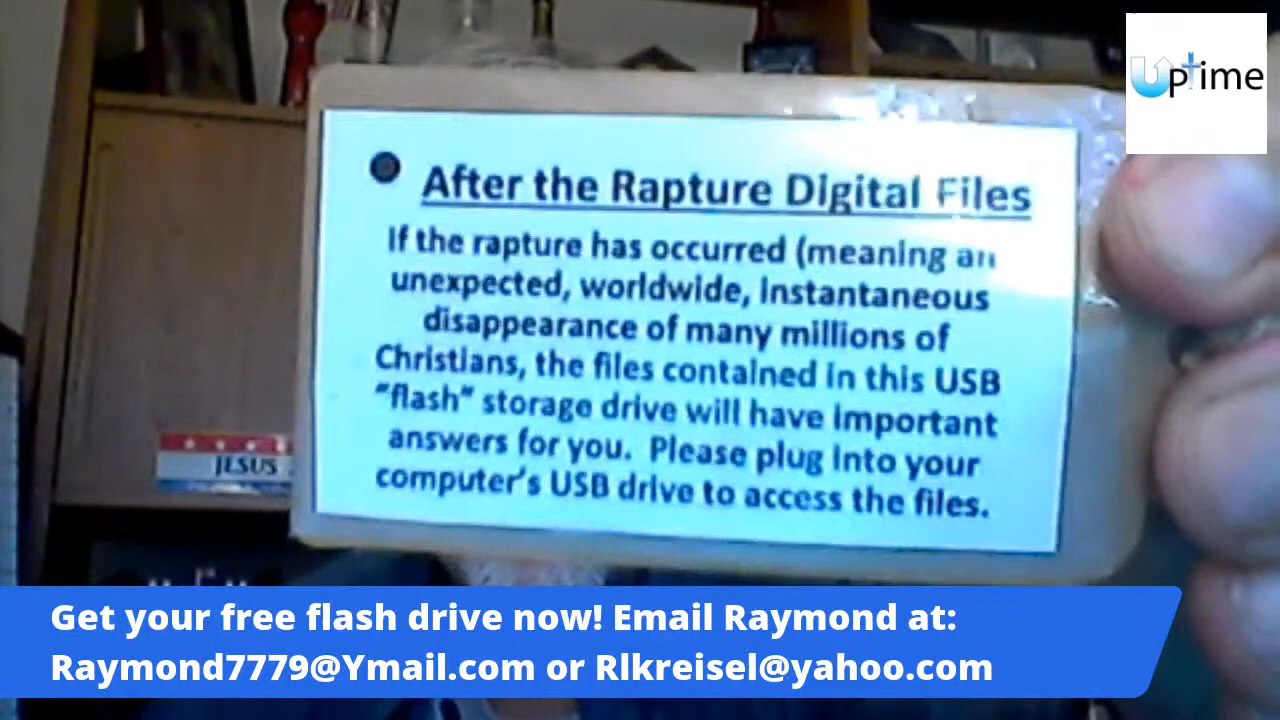 Uptime
After the Rapture Digital Files
If the rapture has occurred (meaning an
unexpected, worldwide, instantaneous
disappearance of many millions of
Christians, the files contained in this USB
"flash" storage drive will have important
answers for you. Please plug into your
computer's USB drive to access the files.
JESUS
Get your free flash drive now! Email Raymond at:
Raymond7779@Ymail.com or Rlkreisel@yahoo.com